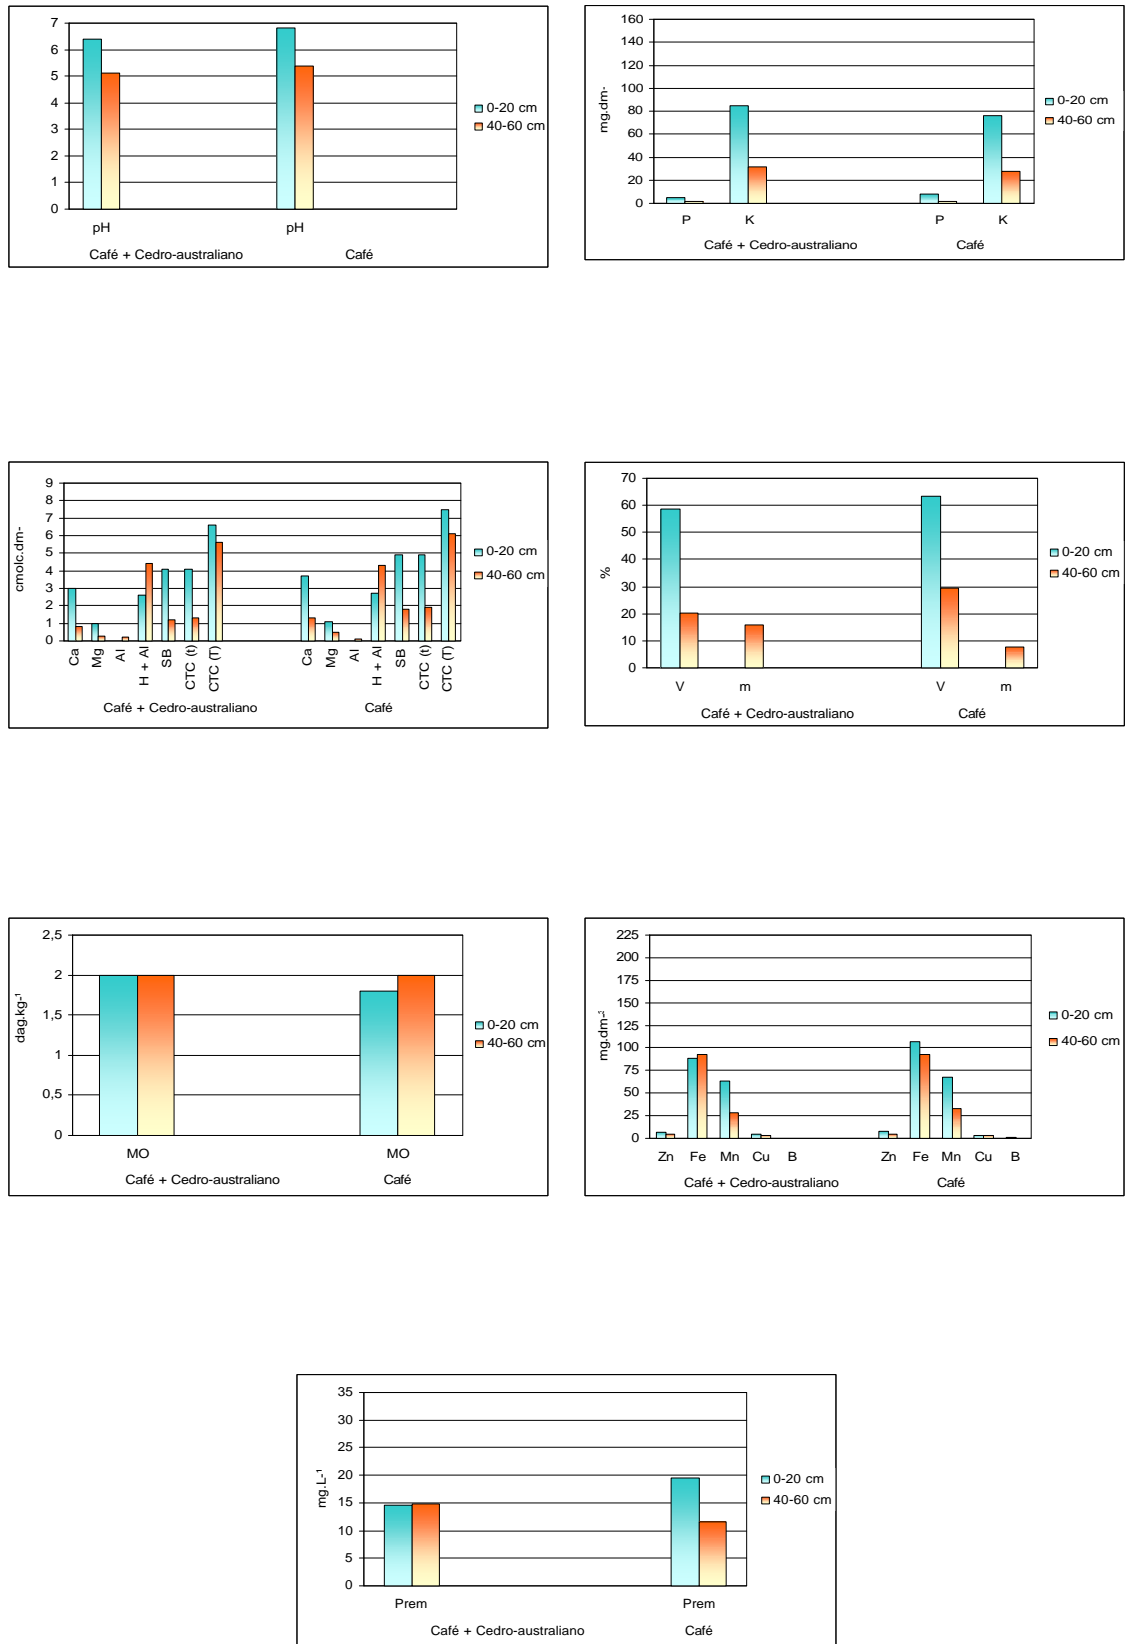 7
6
5
4
3
2
1
0
pH
pH
Café + Cedro-australiano
Café
0-20 cm
40-60 cm
mg.dm-
160
140
120
100
80
60
40
20
0
P
K
P
K
Café + Cedro-australiano
Café
0-20 cm
40-60 cm
cmolc.dm-
9
8
7
6
5
4
3
2
1
0
Ca
Mg
Al
H + Al
SB
CTC (t)
CTC (T)
Ca
Mg
Al
H + Al
SB
CTC (t)
CTC (T)
Café + Cedro-australiano
Café
0-20 cm
40-60 cm
%
70
60
50
40
30
20
10
0
V
m
V
m
Café + Cedro-australiano
Café
0-20 cm
40-60 cm
dag.kg-¹
2,5
2
1,5
1
0,5
0
MO
MO
Café + Cedro-australiano
Café
0-20 cm
40-60 cm
225
200
175
150
125
100
75
50
25
0
Zn
Fe
Mn
Cu
B
Zn
Fe
Mn
Cu
B
Café + Cedro-australiano
Café
0-20 cm
40-60 cm
mg.L-¹
35
30
25
20
15
10
5
0
Prem
Prem
Café + Cedro-australiano
Café
0-20 cm
40-60 cm